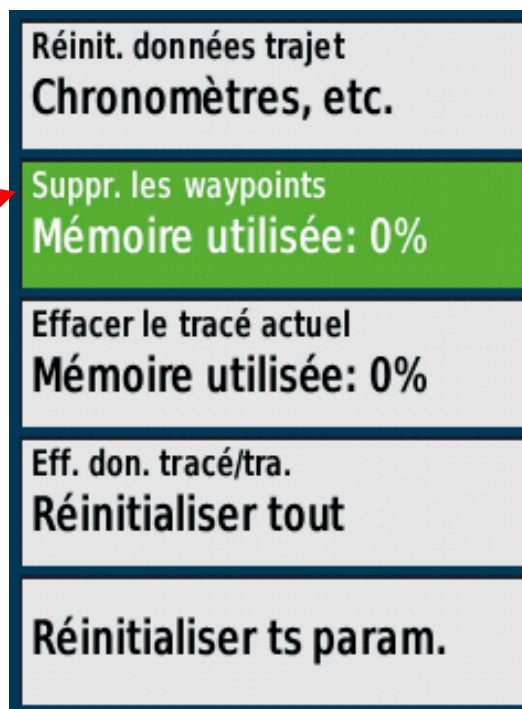 Réinit. données trajet
Chronomètres, etc.
Suppr. les waypoints
Mémoire utilisée: 0%
Effacer le tracé actuel
Mémoire utilisée: 0%
Eff. don. tracé/tra.
Réinitialiser tout
Réinitialiser ts param.